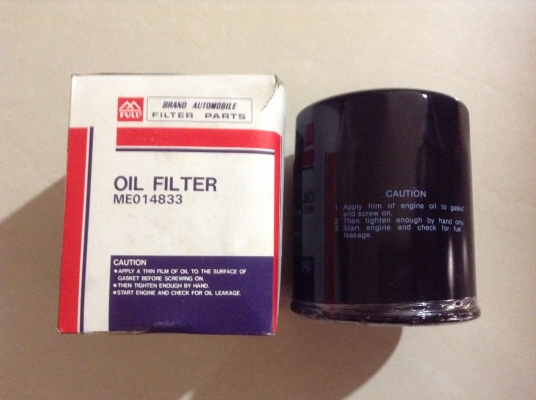 FULL
BRAND AUTOMOBILE
FILTER PARTS
OIL FILTER
ME014833
CAUTION
•APPLY A THIN FILM OF OIL TO THE SURFACE OF
GASKET BEFORE SCREWING ON.
•THEN TIGHTEN ENOUGH BY HAND.
•START ENGINE AND CHECK FOR OIL LEAKAGE.
CAUTION
1. Apply film of engine oil to gasket
and screw on.
2. Then tighten enough by hand only.
3. Start engine and check for fuel
leakage.